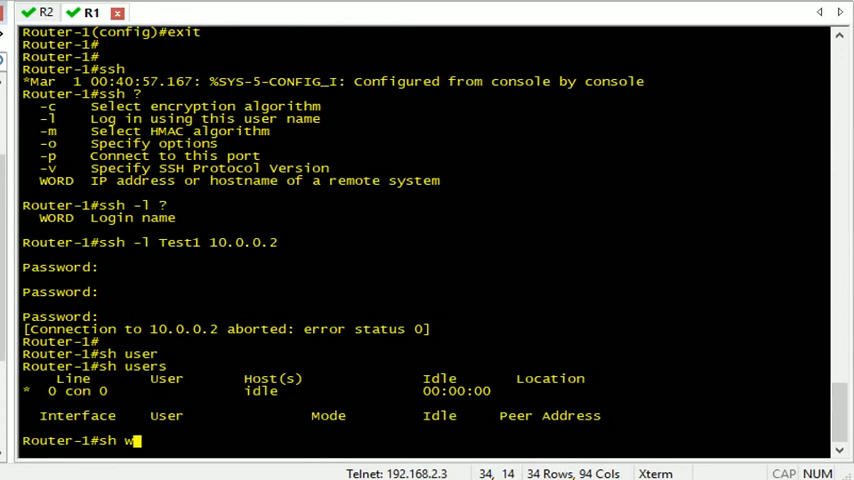 R2 R1
Router-1(config)#exit
Router-1#
Router-1#
Router-1#ssh
*Mar  1 00:40:57.167: %SYS-5-CONFIG_I: Configured from console by console
Router-1#ssh ?
-c Select encryption algorithm
-l Log in using this user name
-m Select HMAC algorithm
-o Specify options
-p Connect to this port
-v Specify SSH Protocol Version
WORD IP address or hostname of a remote system
Router-1#ssh -l ?
WORD Login name
Router-1#ssh -l Test1 10.0.0.2
Password:
Password:
Password:
[Connection to 10.0.0.2 aborted: error status 0]
Router-1#
Router-1#sh user
Router-1#sh users
Line User Host(s) Idle Location
* 0 con 0 idle 00:00:00
Interface User Mode Idle Peer Address
Router-1#sh w
Telnet: 192.168.2.3 34, 14 34 Rows, 94 Cols Xterm CAP NUM